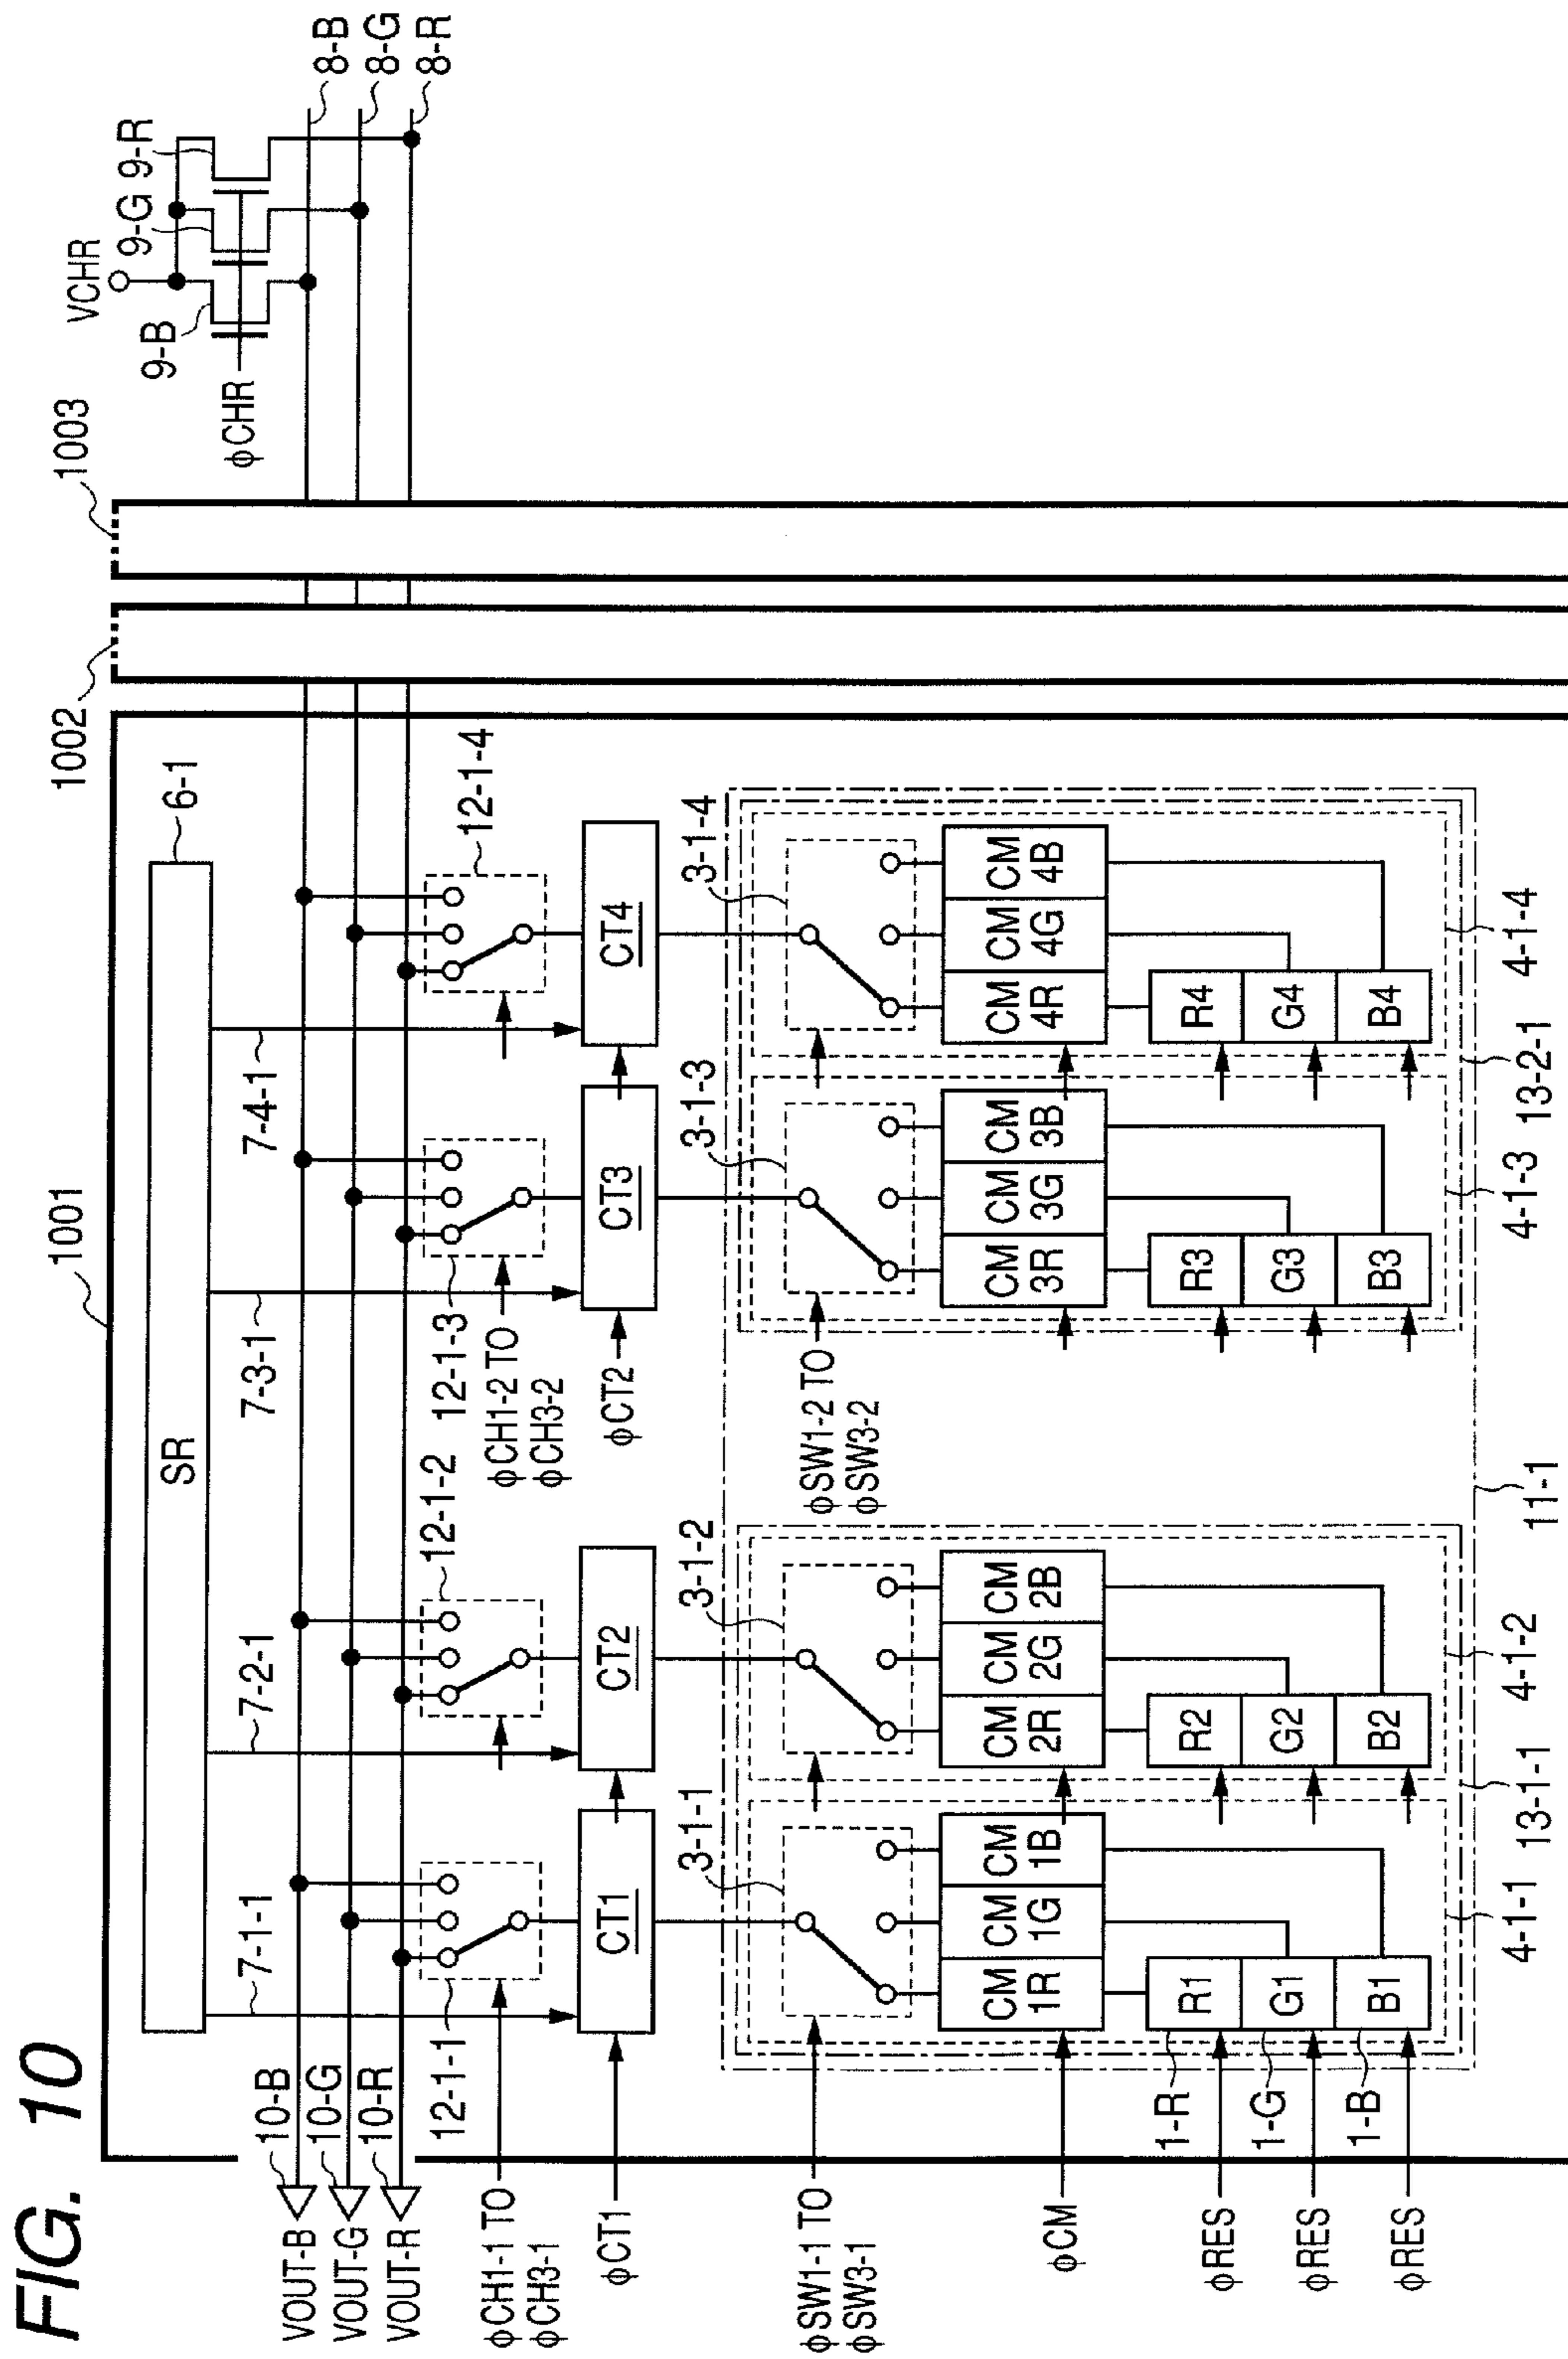 FIG. 10
1001
1002
1003
SR
6-1
VCHR
9-B
9-G
9-R
φCHR
8-B
8-G
8-R
7-1-1
7-2-1
7-3-1
7-4-1
10-B
10-G
10-R
VOUT-B
VOUT-G
VOUT-R
12-1-1
12-1-2
12-1-3
12-1-4
φCH1-1 TO
φCH3-1
φCH1-2 TO
φCH3-2
φCT1
CT1
CT2
φCT2
CT3
CT4
3-1-1
3-1-2
3-1-3
3-1-4
φSW1-1 TO
φSW3-1
φSW1-2 TO
φSW3-2
φCM
CM
1R
CM
1G
CM
1B
CM
2R
CM
2G
CM
2B
CM
3R
CM
3G
CM
3B
CM
4R
CM
4G
CM
4B
φRES
1-R
R1
R2
R3
R4
φRES
1-G
G1
G2
G3
G4
φRES
1-B
B1
B2
B3
B4
4-1-1
13-1-1
4-1-2
11-1
4-1-3
13-2-1
4-1-4